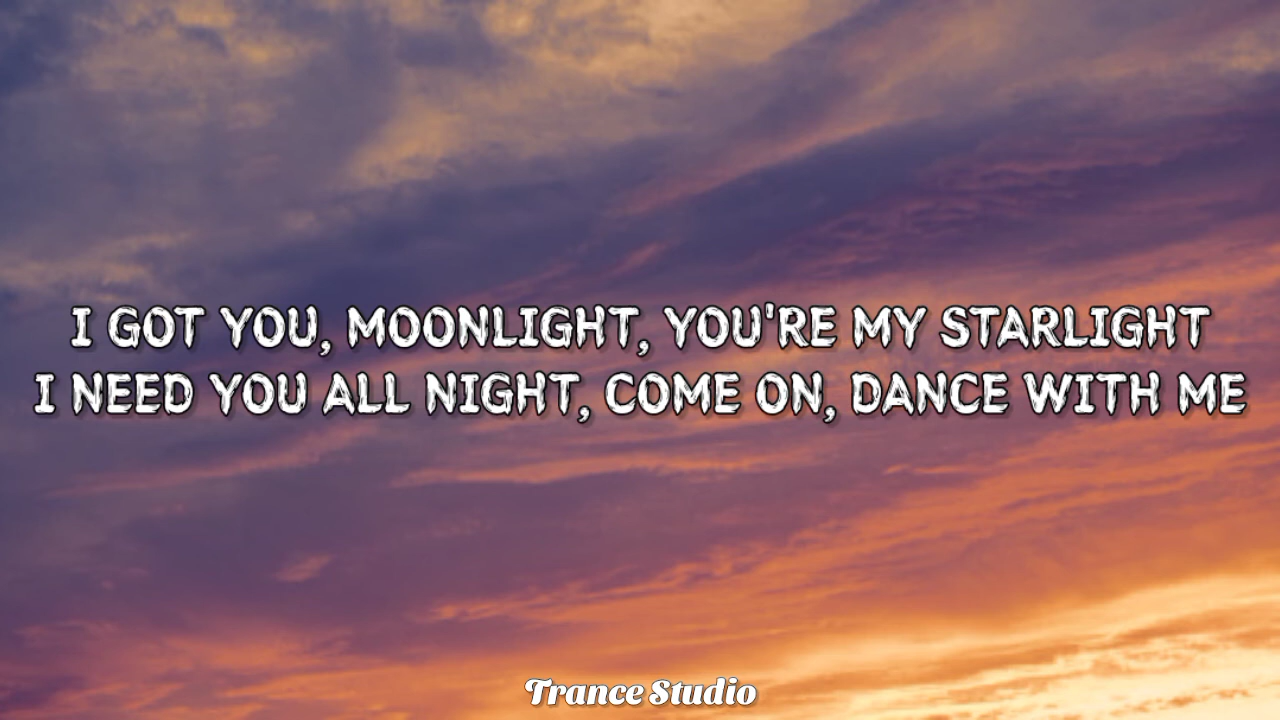 I GOT YOU, MOONLIGHT, YOU'RE MY STARLIGHT
I NEED YOU ALL NIGHT, COME ON, DANCE WITH ME
Trance Studio